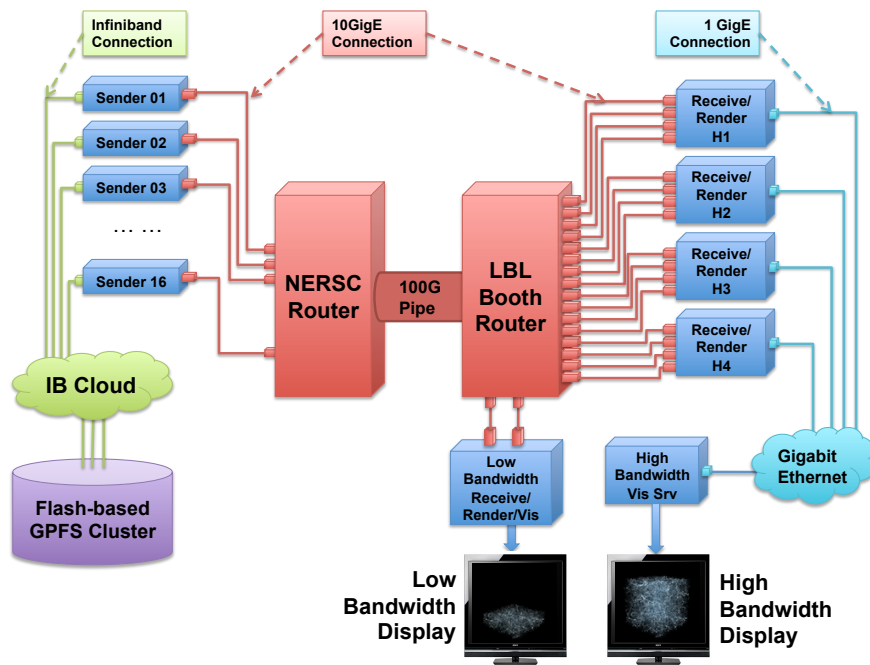 Infiniband
Connection
10GigE
Connection
1 GigE
Connection
Sender 01
Sender 02
Sender 03
... ...
Sender 16
IB Cloud
Flash-based
GPFS Cluster
NERSC
Router
100G
Pipe
LBL
Booth
Router
Receive/
Render
H1
Receive/
Render
H2
Receive/
Render
H3
Receive/
Render
H4
Low
Bandwidth
Receive/
Render/Vis
High
Bandwidth
Vis Srv
Gigabit
Ethernet
Low
Bandwidth
Display
High
Bandwidth
Display